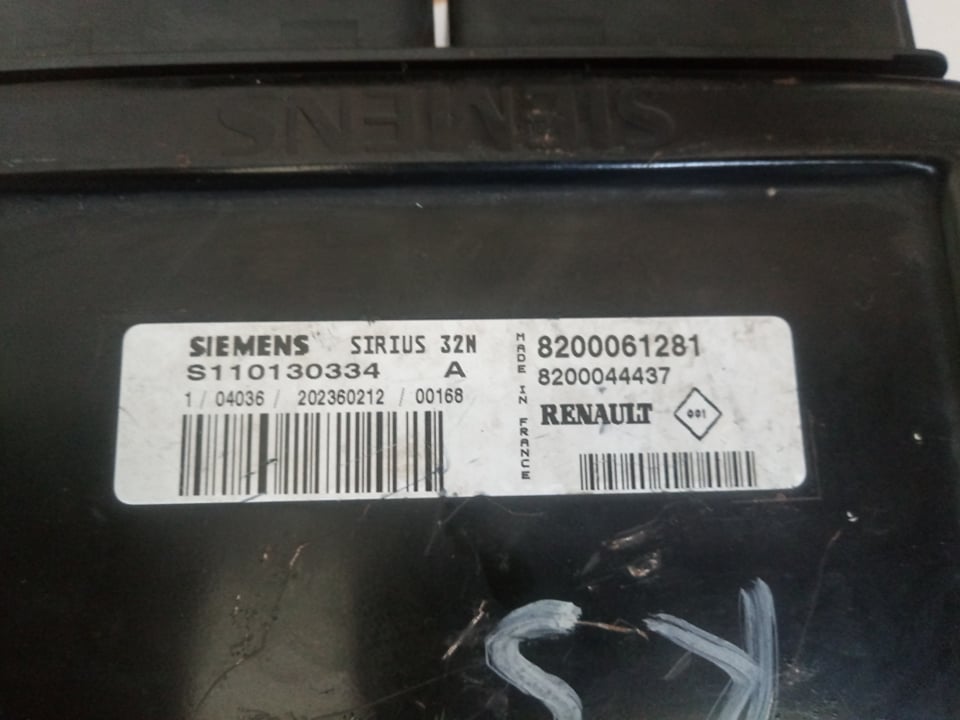 SIEMENS
SIEMENS SIRIUS 32N
S110130334 A
1 / 04036 / 202360212 / 00168
MADE IN FRANCE
8200061281
8200044437
RENAULT 001